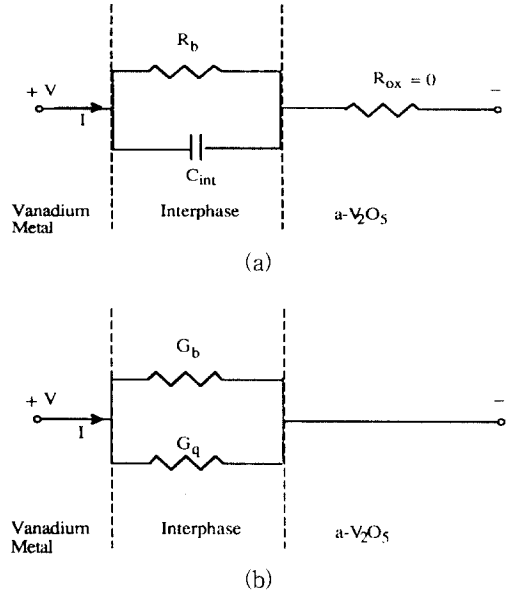 R_b
R_ox = 0
+ V
−
I
C_int
Vanadium
Metal
Interphase
a-V₂O₅
(a)
G_b
+ V
−
I
G_q
Vanadium
Metal
Interphase
a-V₂O₅
(b)